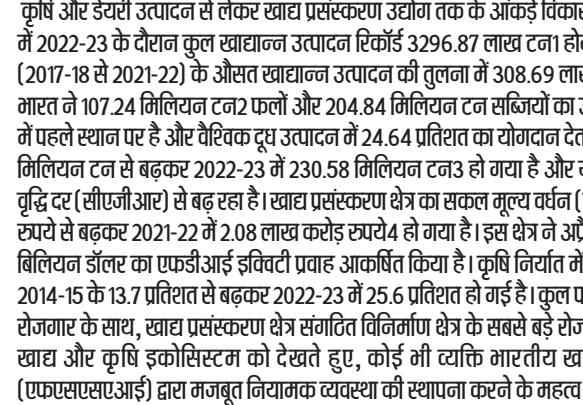 कृषि और डेयरी उत्पादन से लेकर खाद्य प्रसंस्करण उद्योग तक के आंकड़े विकास
में 2022-23 के दौरान कुल खाद्यान्न उत्पादन रिकॉर्ड 3296.87 लाख टन1 हो
(2017-18 से 2021-22) के औसत खाद्यान्न उत्पादन की तुलना में 308.69 ला
भारत ने 107.24 मिलियन टन2 फलों और 204.84 मिलियन टन सब्जियों का
में पहले स्थान पर है और वैश्विक दूध उत्पादन में 24.64 प्रतिशत का योगदान देत
मिलियन टन से बढ़कर 2022-23 में 230.58 मिलियन टन3 हो गया है और
वृद्धि दर (सीएजीआर) से बढ़ रहा है। खाद्य प्रसंस्करण क्षेत्र का सकल मूल्य वर्धन (
रुपये से बढ़कर 2021-22 में 2.08 लाख करोड़ रुपये4 हो गया है। इस क्षेत्र ने अप्रै
बिलियन डॉलर का एफडीआई इक्विटी प्रवाह आकर्षित किया है। कृषि निर्यात में
2014-15 के 13.7 प्रतिशत से बढ़कर 2022-23 में 25.6 प्रतिशत हो गई है। कुल प
रोजगार के साथ, खाद्य प्रसंस्करण क्षेत्र संगठित विनिर्माण क्षेत्र के सबसे बड़े रोज
खाद्य और कृषि इकोसिस्टम को देखते हुए, कोई भी व्यक्ति भारतीय खा
(एफएसएसएआई) द्वारा मजबूत नियामक व्यवस्था की स्थापना करने के महत्व